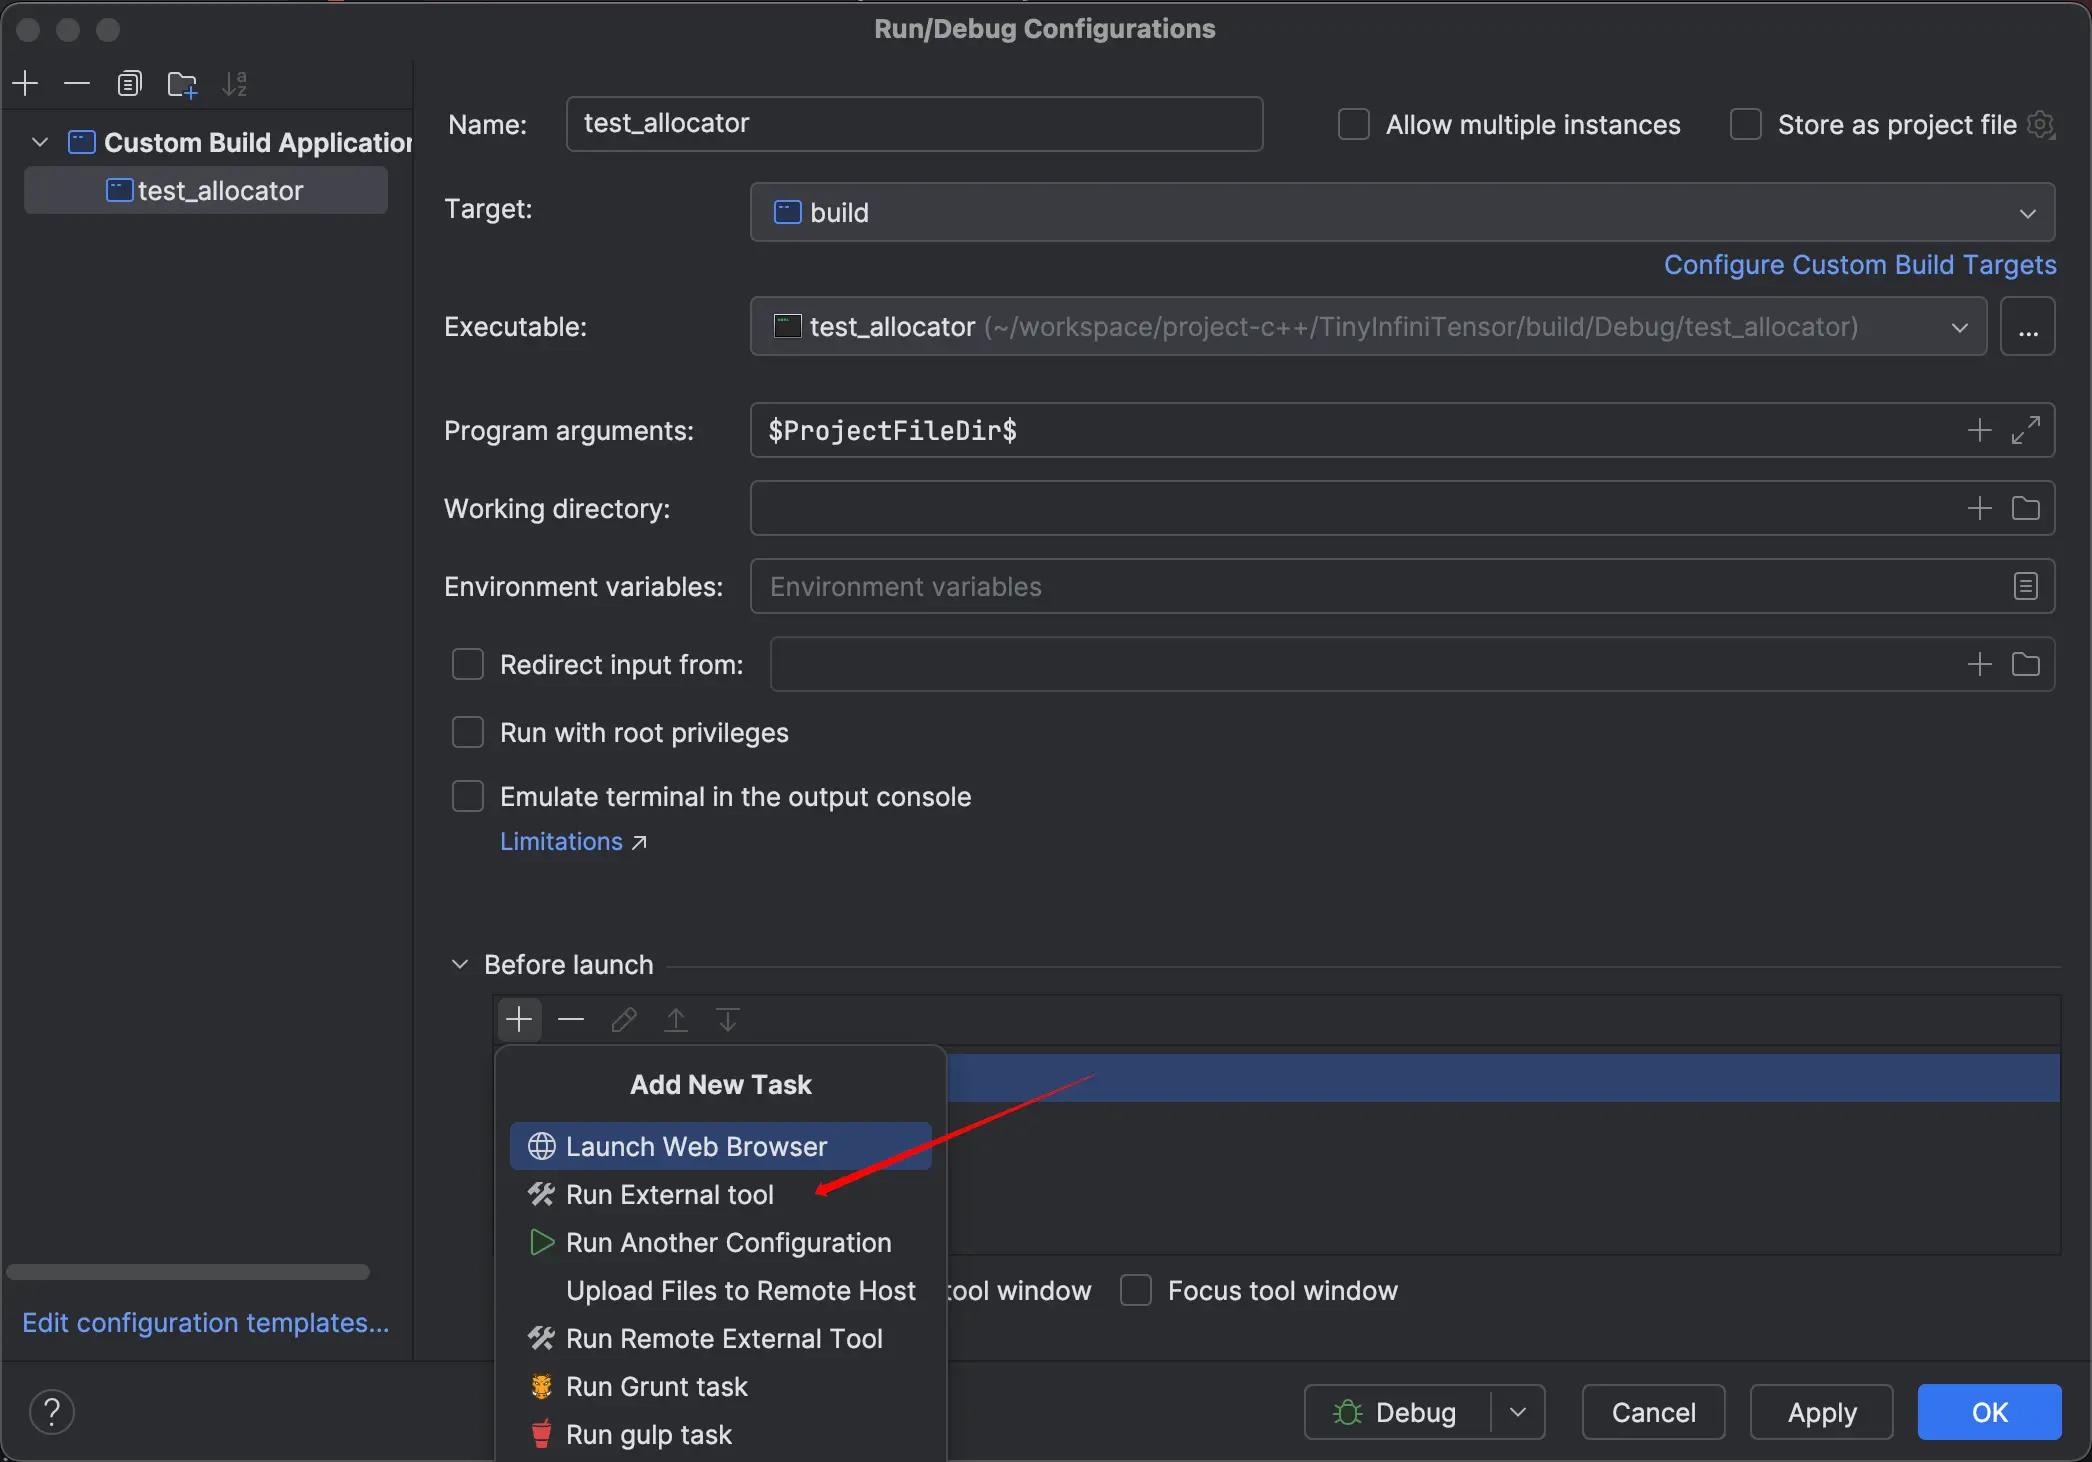 Run/Debug Configurations
Custom Build Application
test_allocator
Name:
test_allocator
Allow multiple instances
Store as project file
Target:
build
Configure Custom Build Targets
Executable:
test_allocator (~/workspace/project-c++/TinyInfiniTensor/build/Debug/test_allocator)
...
Program arguments:
$ProjectFileDir$
Working directory:
Environment variables:
Environment variables
Redirect input from:
Run with root privileges
Emulate terminal in the output console
Limitations ↗
Before launch
Add New Task
Launch Web Browser
Run External tool
Run Another Configuration
Upload Files to Remote Host
tool window
Focus tool window
Run Remote External Tool
Run Grunt task
Run gulp task
Edit configuration templates...
?
Debug
Cancel
Apply
OK